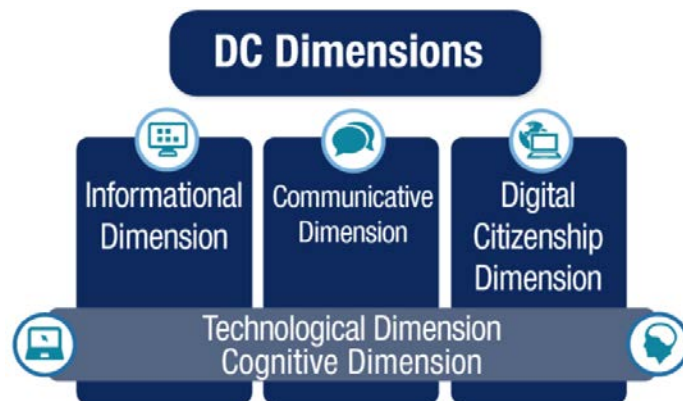 DC Dimensions
Informational
Dimension
Communicative
Dimension
Digital
Citizenship
Dimension
Technological Dimension
Cognitive Dimension